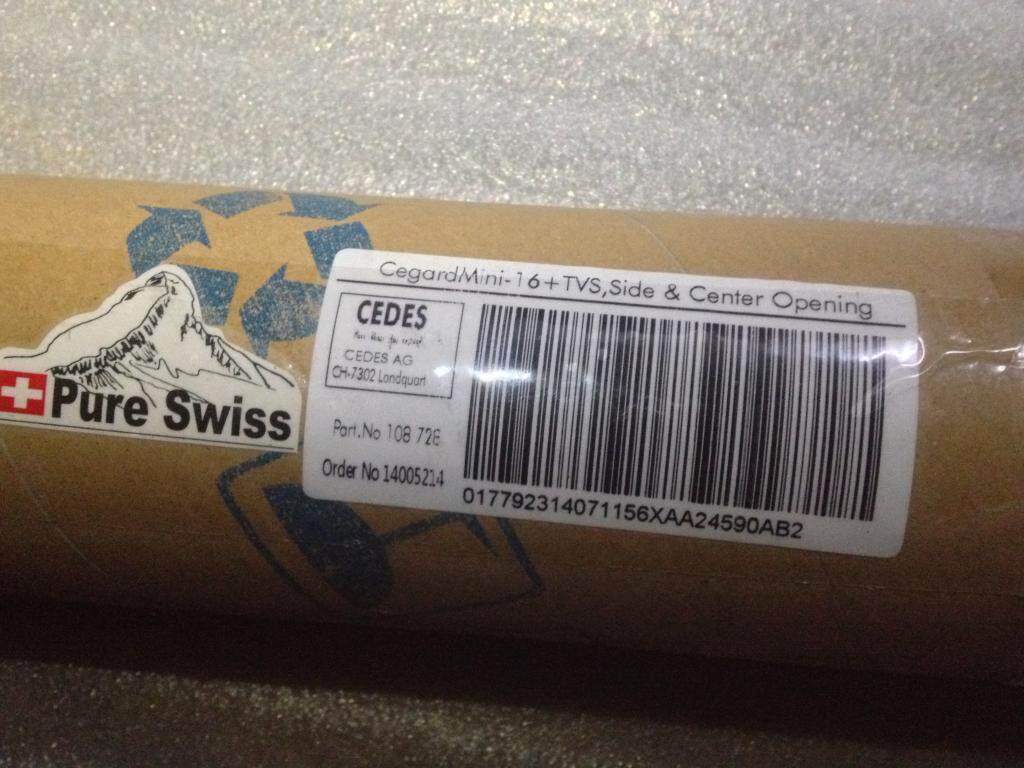 CegardMini-16+TVS,Side & Center Opening
CEDES
CEDES AG
CH-7302 Landquart
Part.No 108 728
Order No 14005214
017792314071156XAA24590AB2
Pure Swiss